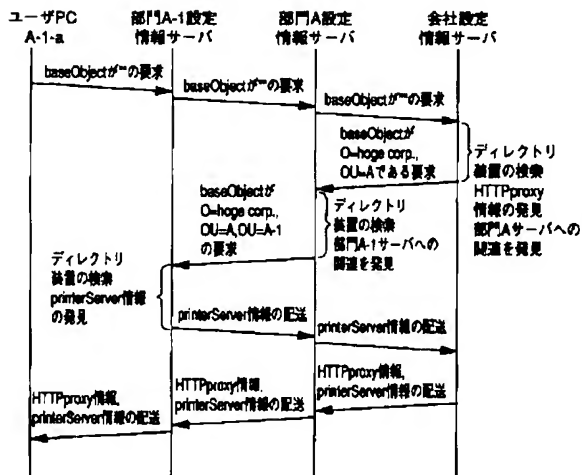 ユーザPC
A-1-a
部門A-1設定
情報サーバ
部門A設定
情報サーバ
会社設定
情報サーバ
baseObjectが""の要求
baseObjectが""の要求
baseObjectが""の要求
baseObjectが
O=hoge corp.,
OU=Aである要求
ディレクトリ
装置の検索
HTTPproxy
情報の発見
部門Aサーバへの
関連を発見
baseObjectが
O=hoge corp.,
OU=A,OU=A-1
の要求
ディレクトリ
装置の検索
部門A-1サーバへの
関連を発見
ディレクトリ
装置の検索
printerServer情報
の発見
printerServer情報の配送
printerServer情報の配送
HTTPproxy情報,
printerServer情報の配送
HTTPproxy情報,
printerServer情報の配送
HTTPproxy情報,
printerServer情報の配送